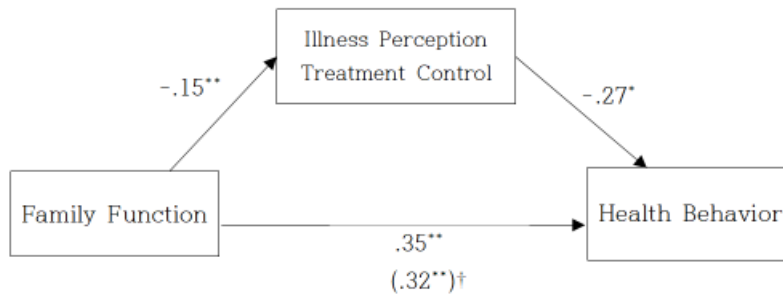 Illness Perception
Treatment Control
-.15**
-.27*
Family Function
Health Behavior
.35**
(.32**)†